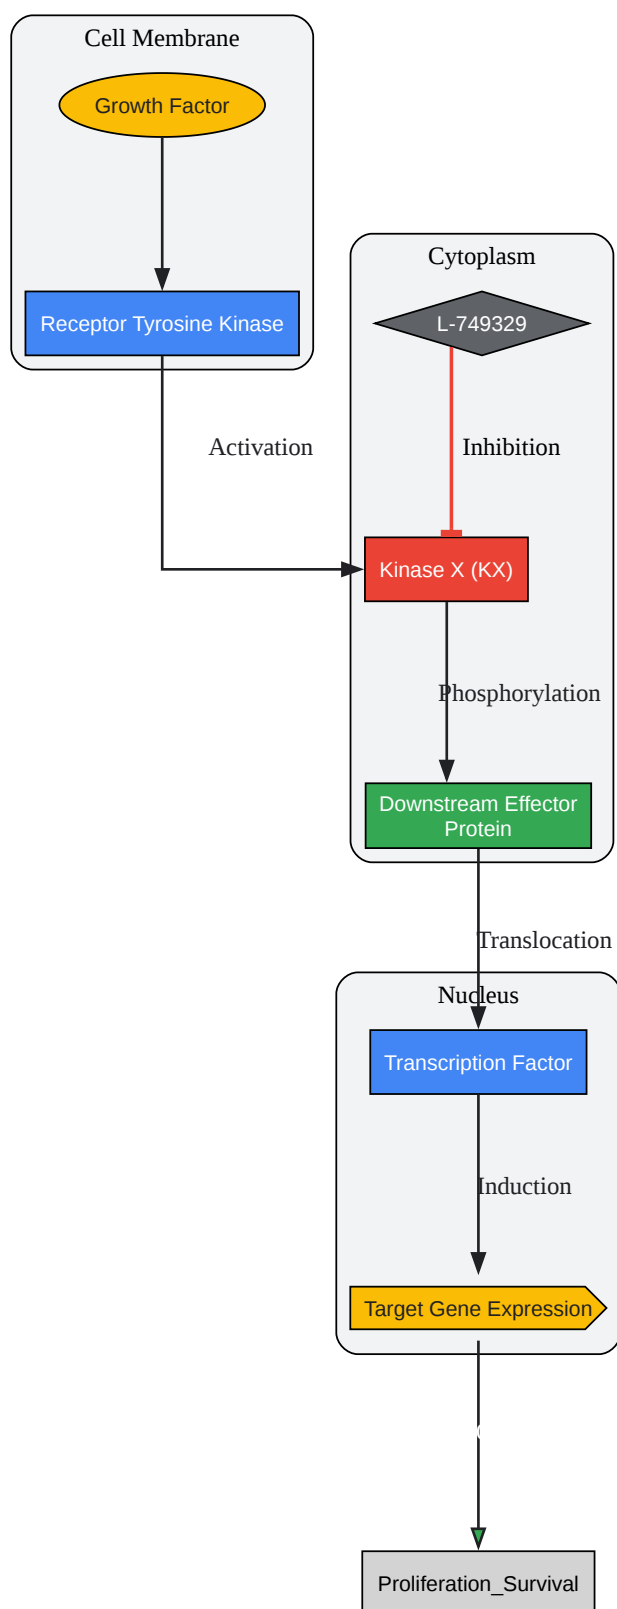 Cell Membrane
Growth Factor
Receptor Tyrosine Kinase
Cytoplasm
L-749329
Activation
Inhibition
Kinase X (KX)
Phosphorylation
Downstream Effector
Protein
Translocation
Nucleus
Transcription Factor
Induction
Target Gene Expression
Proliferation_Survival